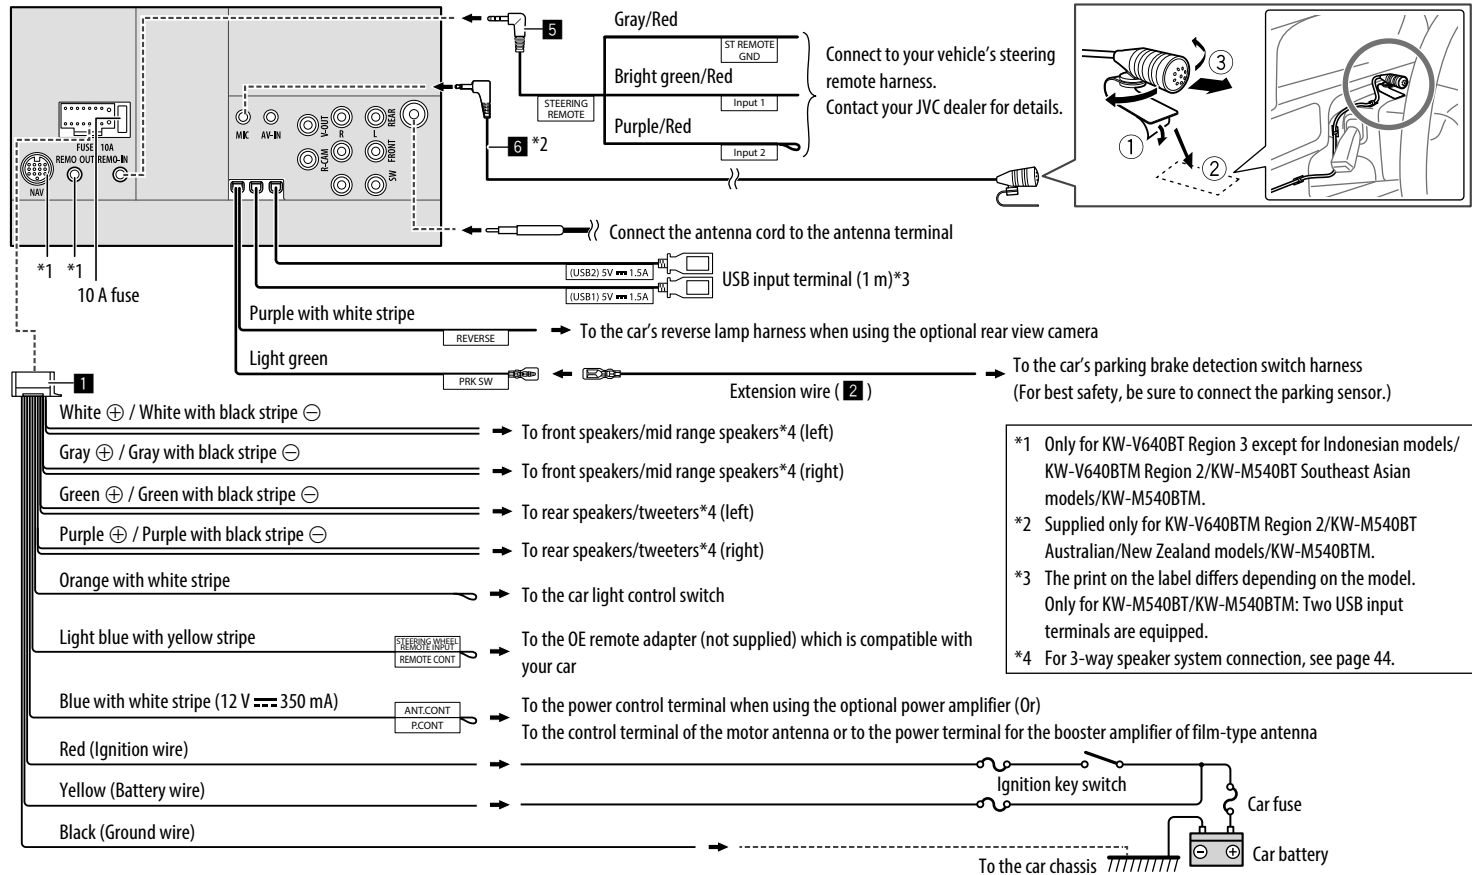 Gray/Red
5
ST REMOTE
GND
Connect to your vehicle's steering
remote harness.
Contact your JVC dealer for details.
Bright green/Red
STEERING
REMOTE
Input 1
Purple/Red
Input 2
6 *2
① ② ③
FUSE 10A
REMO OUT REMO-IN
NAV
MIC AV-IN
V-OUT
R-CAM
R L
REAR
FRONT
SW
*1 *1
10 A fuse
Connect the antenna cord to the antenna terminal
(USB2) 5V ⎓ 1.5A
(USB1) 5V ⎓ 1.5A
USB input terminal (1 m)*3
Purple with white stripe
REVERSE
To the car's reverse lamp harness when using the optional rear view camera
Light green
PRK SW
Extension wire ( 2 )
To the car's parking brake detection switch harness
(For best safety, be sure to connect the parking sensor.)
1
White ⊕ / White with black stripe ⊖
To front speakers/mid range speakers*4 (left)
Gray ⊕ / Gray with black stripe ⊖
To front speakers/mid range speakers*4 (right)
Green ⊕ / Green with black stripe ⊖
To rear speakers/tweeters*4 (left)
Purple ⊕ / Purple with black stripe ⊖
To rear speakers/tweeters*4 (right)
Orange with white stripe
To the car light control switch
Light blue with yellow stripe
STEERING WHEEL
REMOTE INPUT
REMOTE CONT
To the OE remote adapter (not supplied) which is compatible with
your car
Blue with white stripe (12 V ⎓ 350 mA)
ANT.CONT
P.CONT
To the power control terminal when using the optional power amplifier (Or)
To the control terminal of the motor antenna or to the power terminal for the booster amplifier of film-type antenna
*1 Only for KW-V640BT Region 3 except for Indonesian models/
KW-V640BTM Region 2/KW-M540BT Southeast Asian
models/KW-M540BTM.
*2 Supplied only for KW-V640BTM Region 2/KW-M540BT
Australian/New Zealand models/KW-M540BTM.
*3 The print on the label differs depending on the model.
Only for KW-M540BT/KW-M540BTM: Two USB input
terminals are equipped.
*4 For 3-way speaker system connection, see page 44.
Red (Ignition wire)
Ignition key switch
Yellow (Battery wire)
Car fuse
Black (Ground wire)
To the car chassis
⊖ ⊕
Car battery